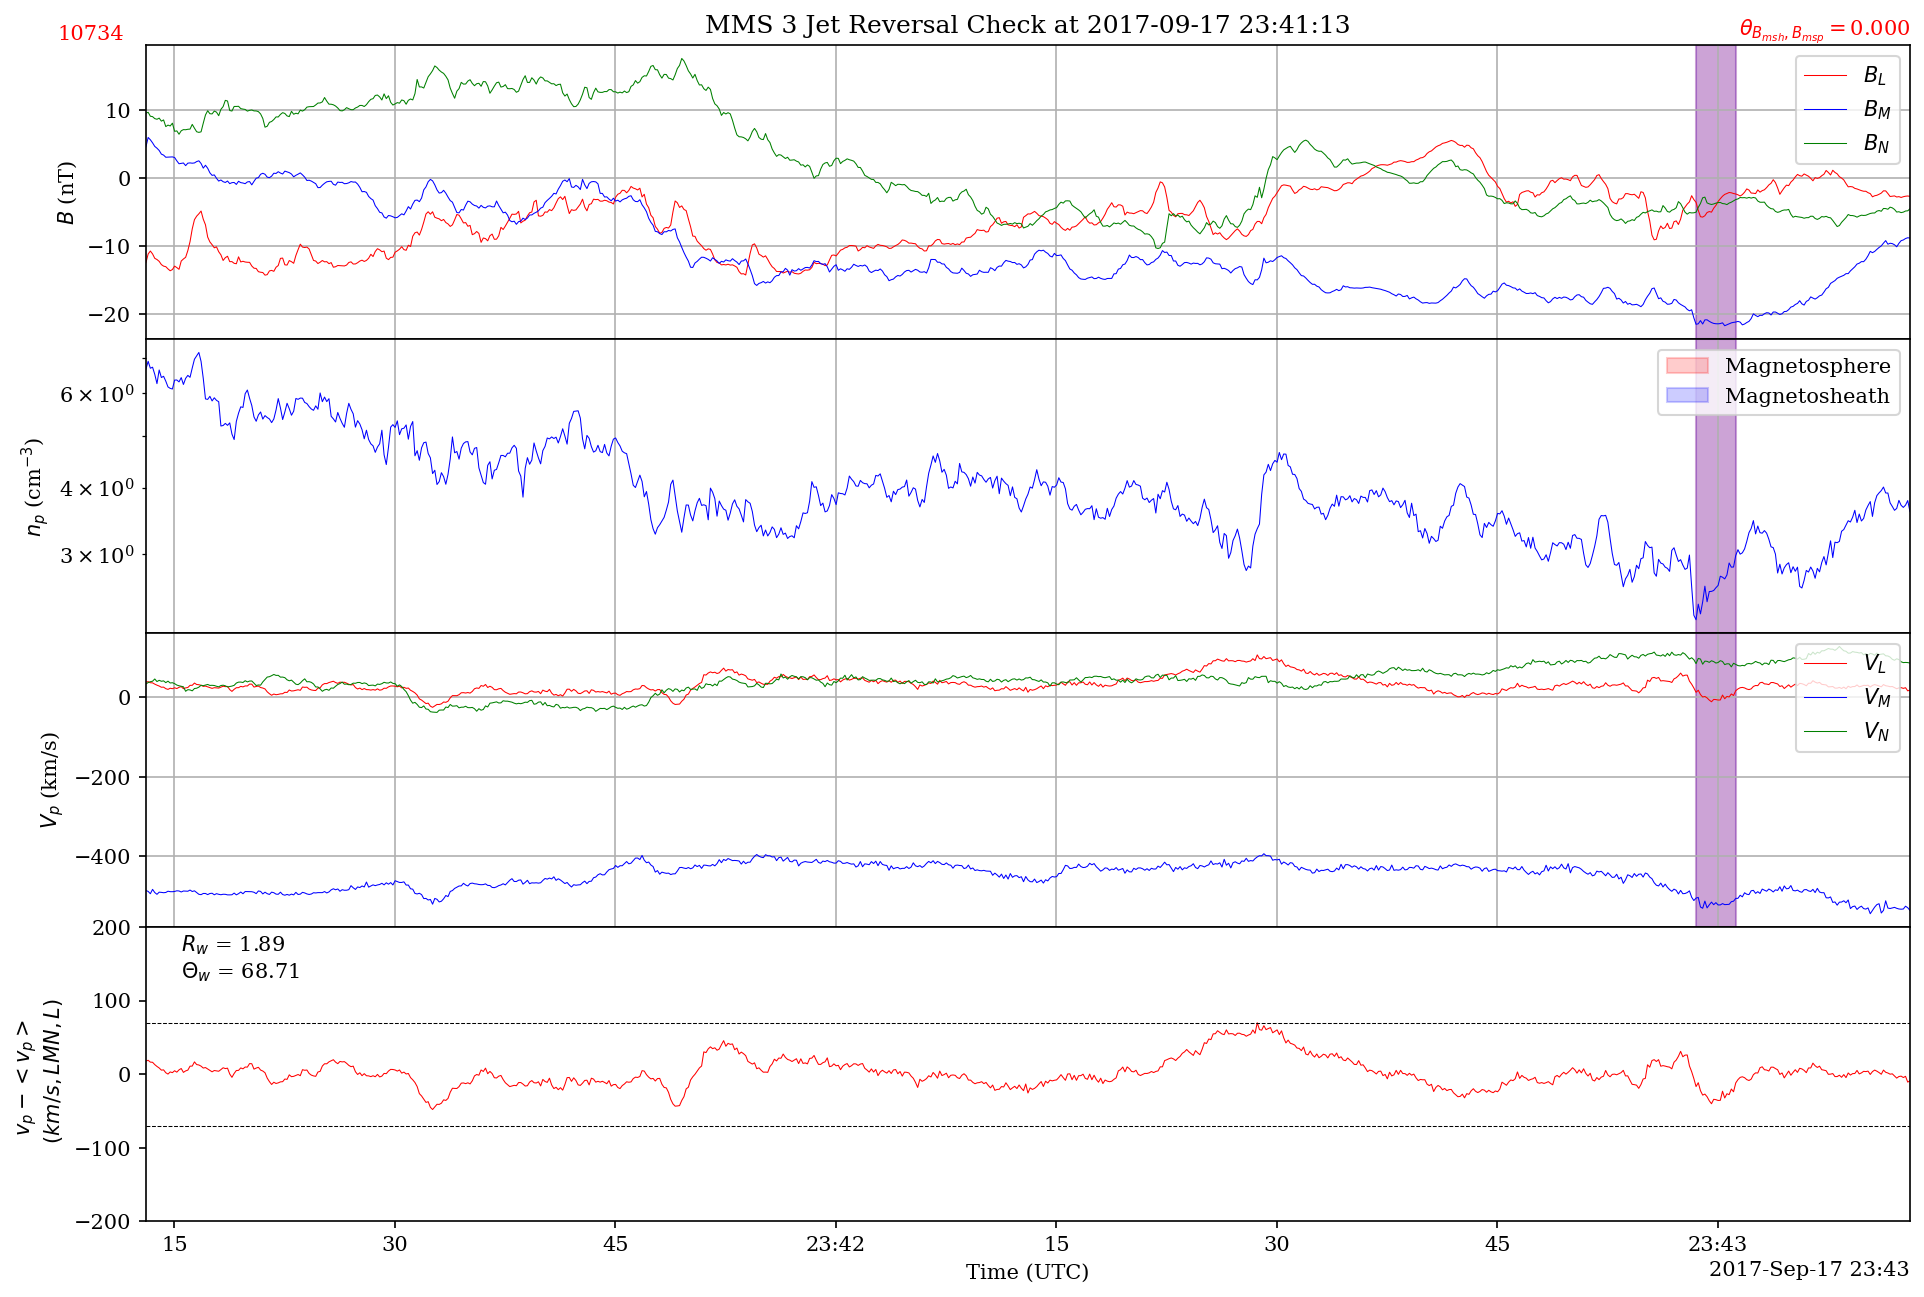 MMS 3 Jet Reversal Check at 2017-09-17 23:41:13
10734
θ_{B_{msh}, B_{msp}} = 0.000
B (nT)
10
0
−10
−20
B_L
B_M
B_N
n_p (cm^{−3})
6 × 10^0
4 × 10^0
3 × 10^0
Magnetosphere
Magnetosheath
V_p (km/s)
0
−200
−400
V_L
V_M
V_N
v_p − < v_p >
(km/s, LMN, L)
200
100
0
−100
−200
R_w = 1.89
Θ_w = 68.71
15 30 45 23:42 15 30 45 23:43
Time (UTC)
2017-Sep-17 23:43